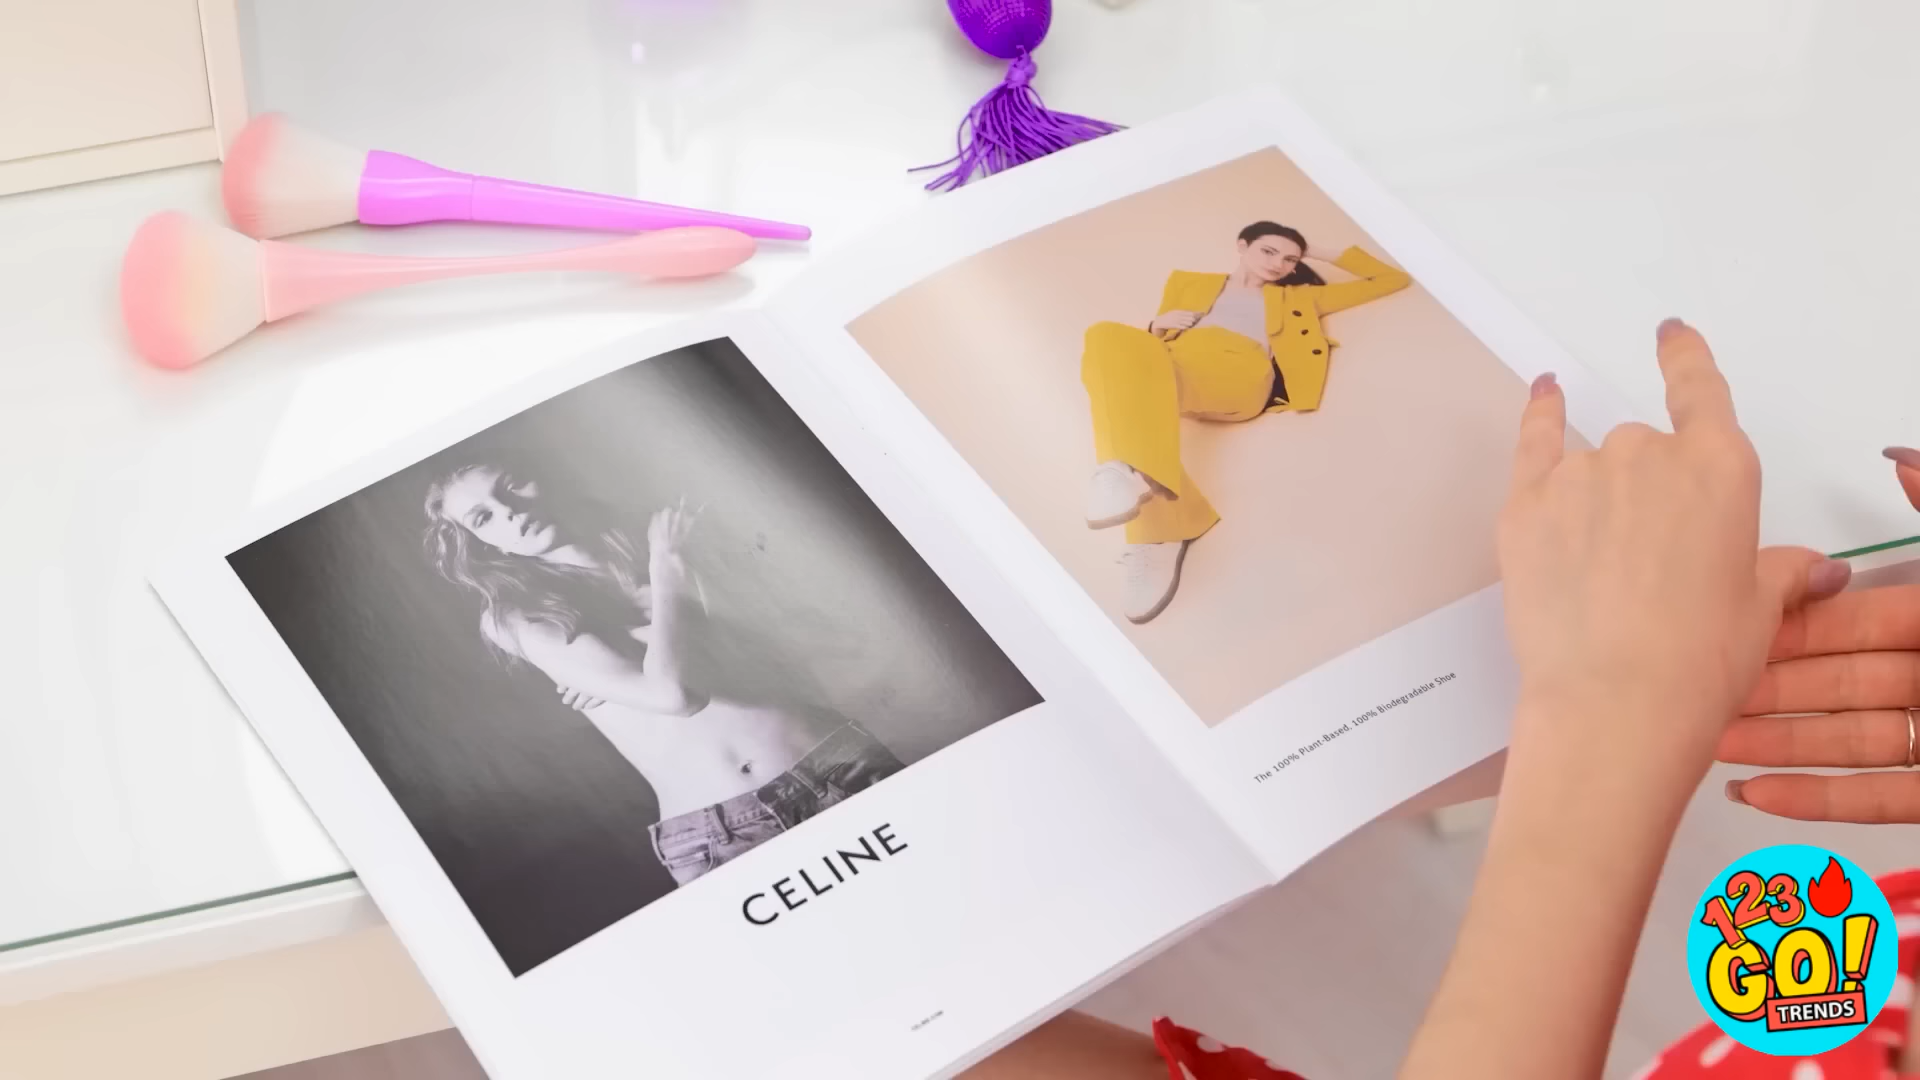 CELINE
The 100% Plant-Based, 100% Biodegradable Shoe
123
GO!
TRENDS